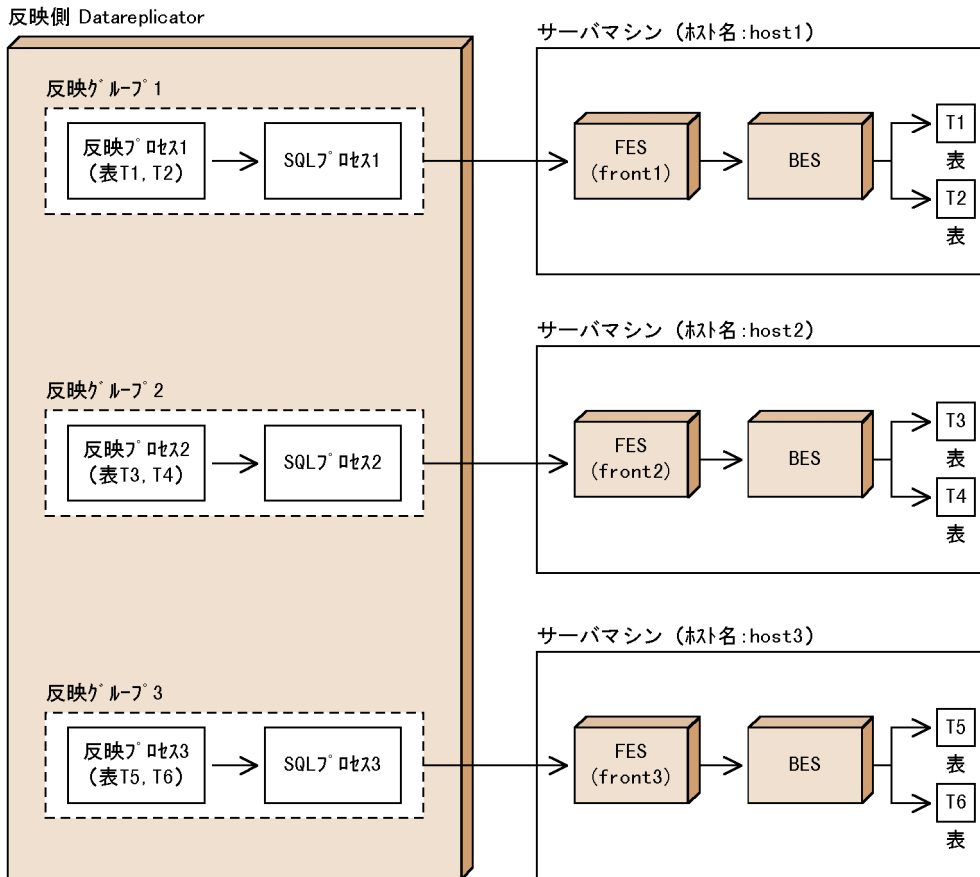 反映側 Datareplicator
サーバマシン（ﾎｽﾄ名:host1）
反映ｸﾞﾙｰﾌﾟ1
反映ﾌﾟﾛｾｽ1
（表T1, T2）
SQLﾌﾟﾛｾｽ1
FES
(front1)
BES
T1
表
T2
表
サーバマシン（ﾎｽﾄ名:host2）
反映ｸﾞﾙｰﾌﾟ2
反映ﾌﾟﾛｾｽ2
（表T3, T4）
SQLﾌﾟﾛｾｽ2
FES
(front2)
BES
T3
表
T4
表
サーバマシン（ﾎｽﾄ名:host3）
反映ｸﾞﾙｰﾌﾟ3
反映ﾌﾟﾛｾｽ3
（表T5, T6）
SQLﾌﾟﾛｾｽ3
FES
(front3)
BES
T5
表
T6
表